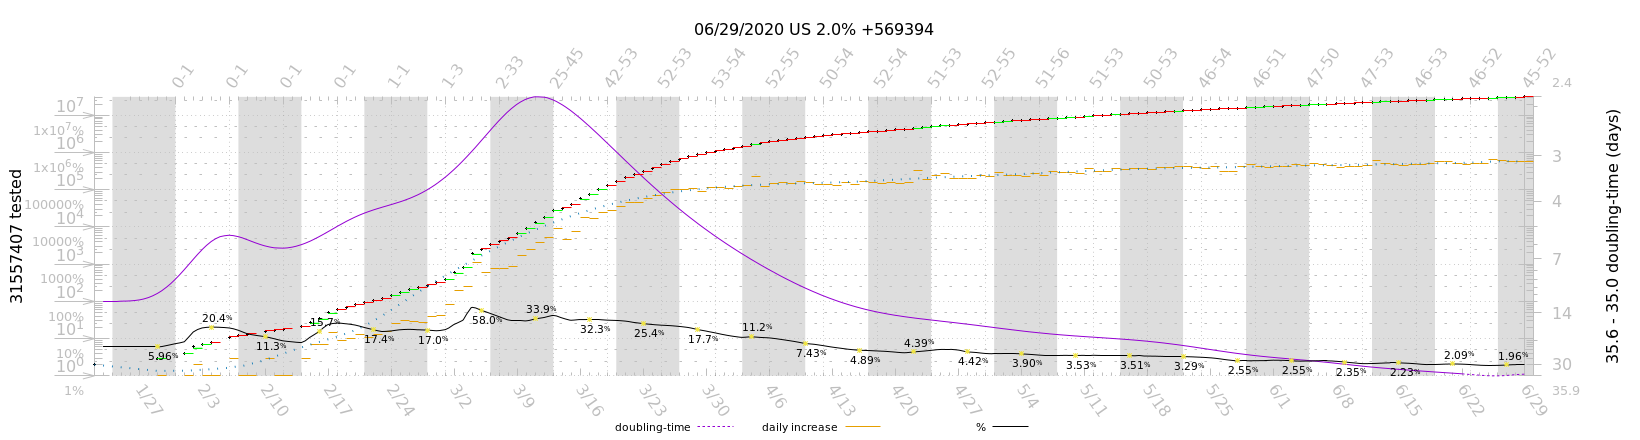 06/29/2020 US 2.0% +569394
0-1 0-1 0-1 0-1 1-1 1-3 2-33 25-45 42-53 52-53 53-54 52-55 50-54 52-54 51-53 52-55 51-56 51-53 50-53 46-54 46-51 47-50 47-53 46-53 46-52 45-52
31557407 tested
10⁷
1x10⁷%
10⁶
1x10⁶%
10⁵
100000%
10⁴
10000%
10³
1000%
10²
100%
10¹
10%
10⁰
1%
5.96% 20.4% 11.3% 15.7% 17.4% 17.0% 58.0% 33.9% 32.3% 25.4% 17.7% 11.2% 7.43% 4.89% 4.39% 4.42% 3.90% 3.53% 3.51% 3.29% 2.55% 2.55% 2.35% 2.23% 2.09% 1.96%
2.4
3
4
7
14
30
35.9
35.6 - 35.0 doubling-time (days)
1/27 2/3 2/10 2/17 2/24 3/2 3/9 3/16 3/23 3/30 4/6 4/13 4/20 4/27 5/4 5/11 5/18 5/25 6/1 6/8 6/15 6/22 6/29
doubling-time daily increase %